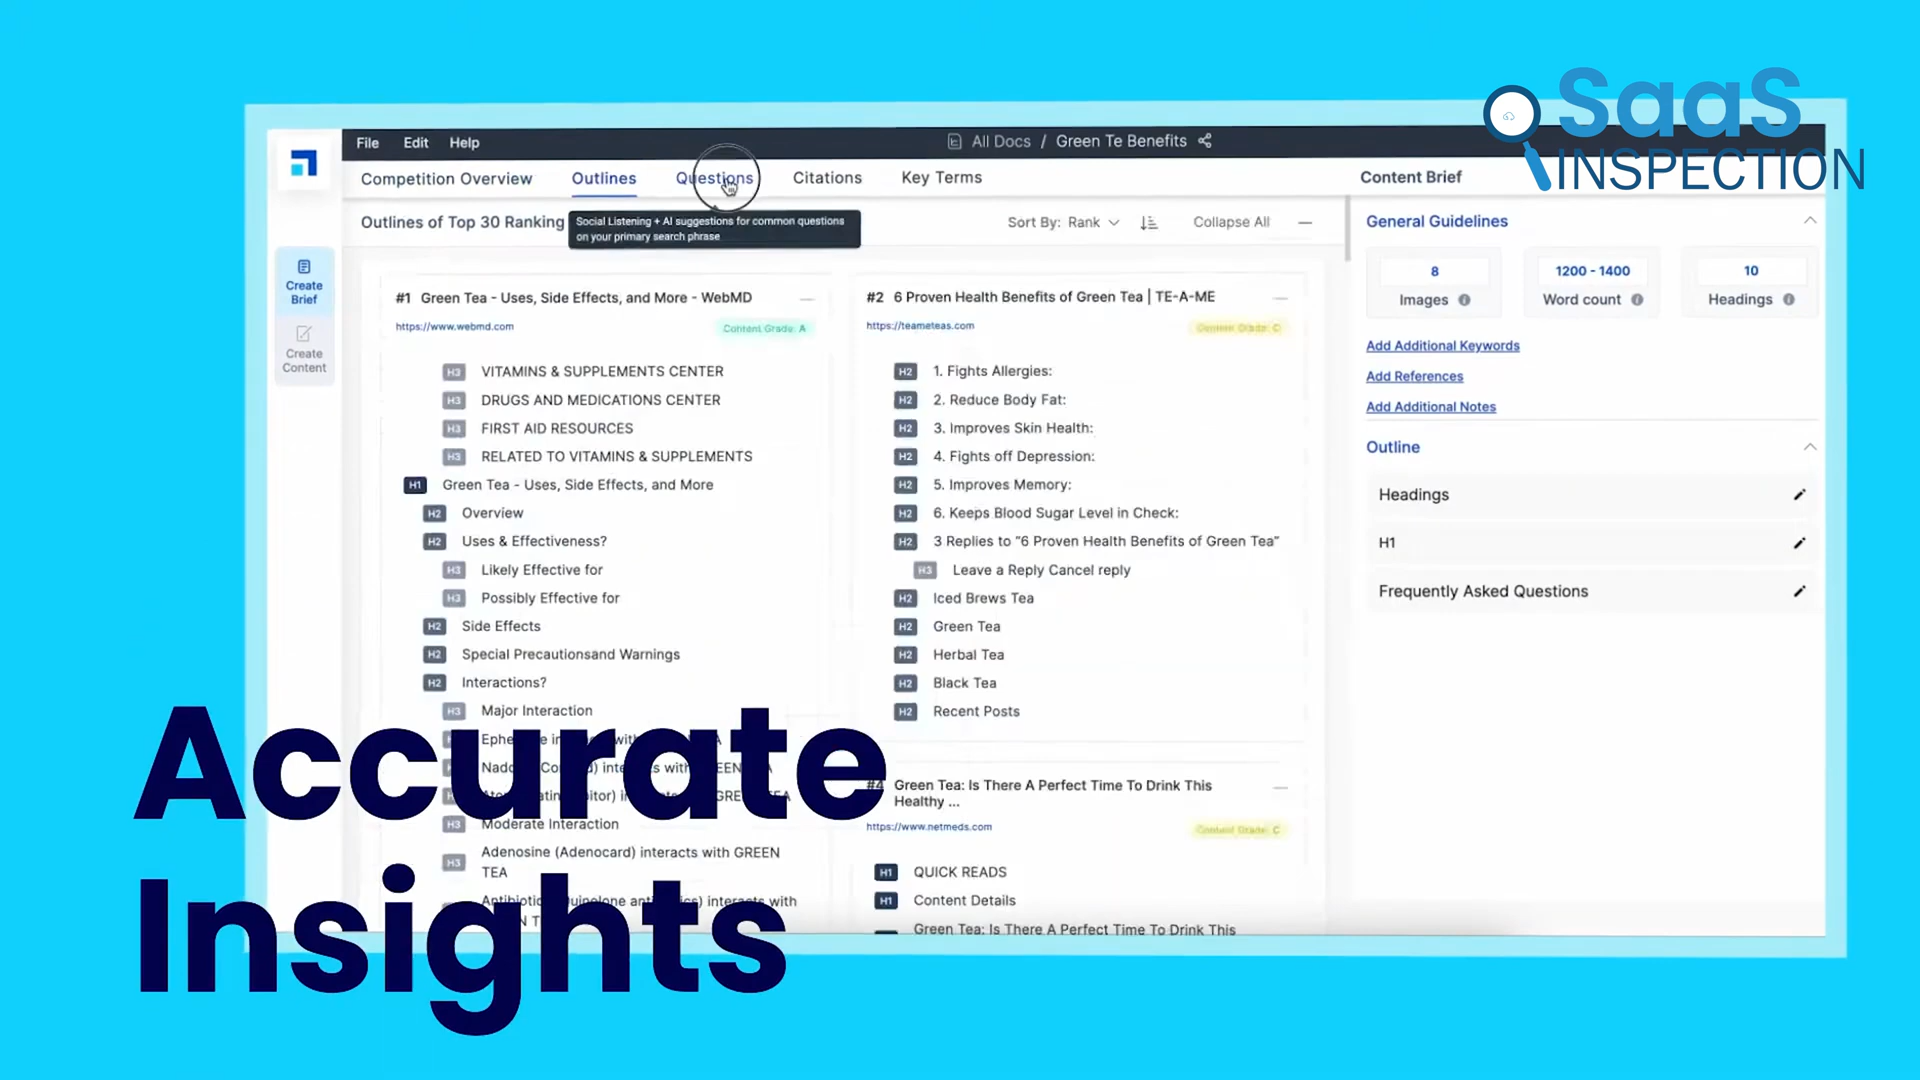 SaaS
INSPECTION
File Edit Help
All Docs / Green Te Benefits
Competition Overview Outlines Questions Citations Key Terms
Content Brief
Outlines of Top 30 Ranking
Social Listening + AI suggestions for common questions
on your primary search phrase
Sort By: Rank
Collapse All
Create
Brief
Create
Content
#1 Green Tea - Uses, Side Effects, and More - WebMD
https://www.webmd.com
Content Grade: A
H3 VITAMINS & SUPPLEMENTS CENTER
H3 DRUGS AND MEDICATIONS CENTER
H3 FIRST AID RESOURCES
H3 RELATED TO VITAMINS & SUPPLEMENTS
H1 Green Tea - Uses, Side Effects, and More
H2 Overview
H2 Uses & Effectiveness?
H3 Likely Effective for
H3 Possibly Effective for
H2 Side Effects
H2 Special Precautionsand Warnings
H2 Interactions?
H3 Major Interaction
H3 Moderate Interaction
H3 Adenosine (Adenocard) interacts with GREEN
TEA
interacts with
#2 6 Proven Health Benefits of Green Tea | TE-A-ME
https://teameteas.com
Content Grade: C
H2 1. Fights Allergies:
H2 2. Reduce Body Fat:
H2 3. Improves Skin Health:
H2 4. Fights off Depression:
H2 5. Improves Memory:
H2 6. Keeps Blood Sugar Level in Check:
H2 3 Replies to “6 Proven Health Benefits of Green Tea”
H3 Leave a Reply Cancel reply
H2 Iced Brews Tea
H2 Green Tea
H2 Herbal Tea
H2 Black Tea
H2 Recent Posts
#4 Green Tea: Is There A Perfect Time To Drink This
Healthy ...
https://www.netmeds.com
Content Grade: C
H1 QUICK READS
H1 Content Details
Green Tea: Is There A Perfect Time To Drink This
General Guidelines
8
Images
1200 - 1400
Word count
10
Headings
Add Additional Keywords
Add References
Add Additional Notes
Outline
Headings
H1
Frequently Asked Questions
Accurate
Insights